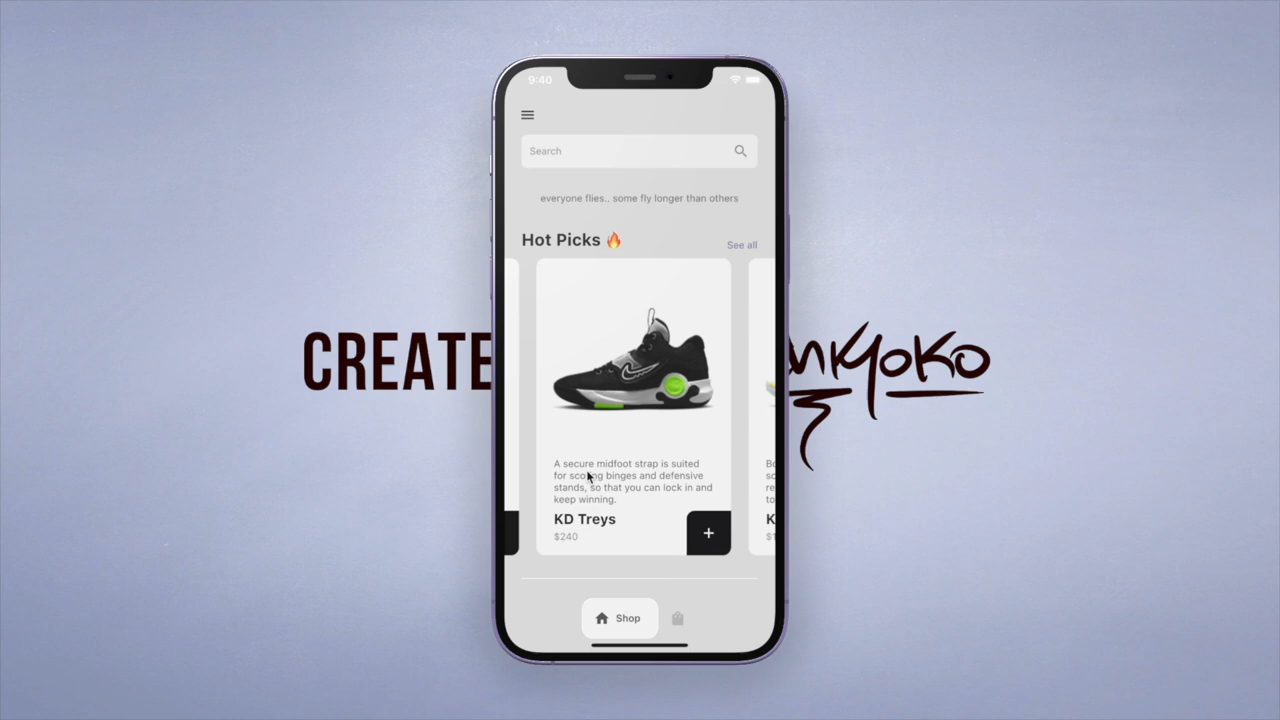 9:40
Search
everyone flies.. some fly longer than others
Hot Picks 🔥
See all
CREATE
A secure midfoot strap is suited
for scoring binges and defensive
stands, so that you can lock in and
keep winning.
KD Treys
$240
+
K
Shop